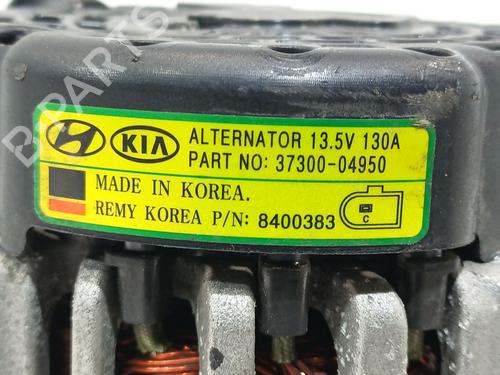 B-PARTS
KIA ALTERNATOR 13.5V 130A
PART NO: 37300-04950
MADE IN KOREA.
REMY KOREA P/N: 8400383
C